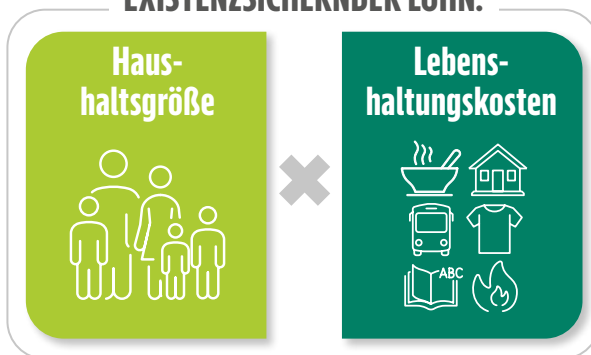 EXISTENZSICHERNDER LOHN:
Haus-
haltsgröße
Lebens-
haltungskosten
ABC